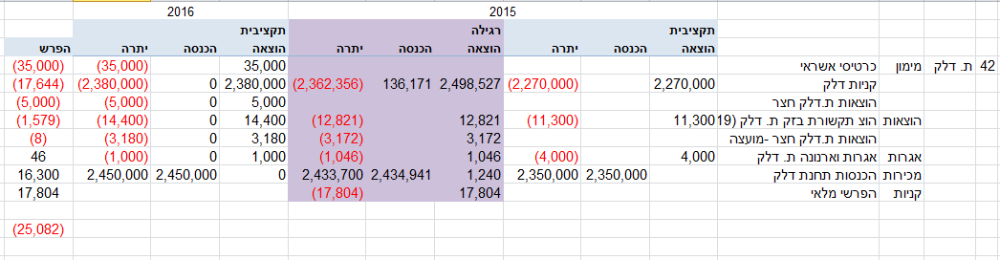 2015 2016
תקציבית רגילה תקציבית
הוצאה הכנסה יתרה הוצאה הכנסה יתרה הוצאה הכנסה יתרה הפרש
42 ת. דלק מימון כרטיסי אשראי 35,000 (35,000) (35,000)
קניות דלק 2,270,000 (2,270,000) 2,498,527 136,171 (2,362,356) 2,380,000 0 (2,380,000) (17,644)
הוצאות ת.דלק חצר 5,000 0 (5,000) (5,000)
הוצאות הוצ תקשורת בזק ת. דלק (19 11,300 (11,300) 12,821 (12,821) 14,400 0 (14,400) (1,579)
הוצאות ת.דלק חצר -מועצה 3,172 (3,172) 3,180 0 (3,180) (8)
אגרות אגרות וארנונה ת. דלק 4,000 (4,000) 1,046 (1,046) 1,000 0 (1,000) 46
מכירות הכנסות תחנת דלק 2,350,000 2,350,000 1,240 2,434,941 2,433,700 0 2,450,000 2,450,000 16,300
קניות הפרשי מלאי 17,804 (17,804) 17,804
(25,082)